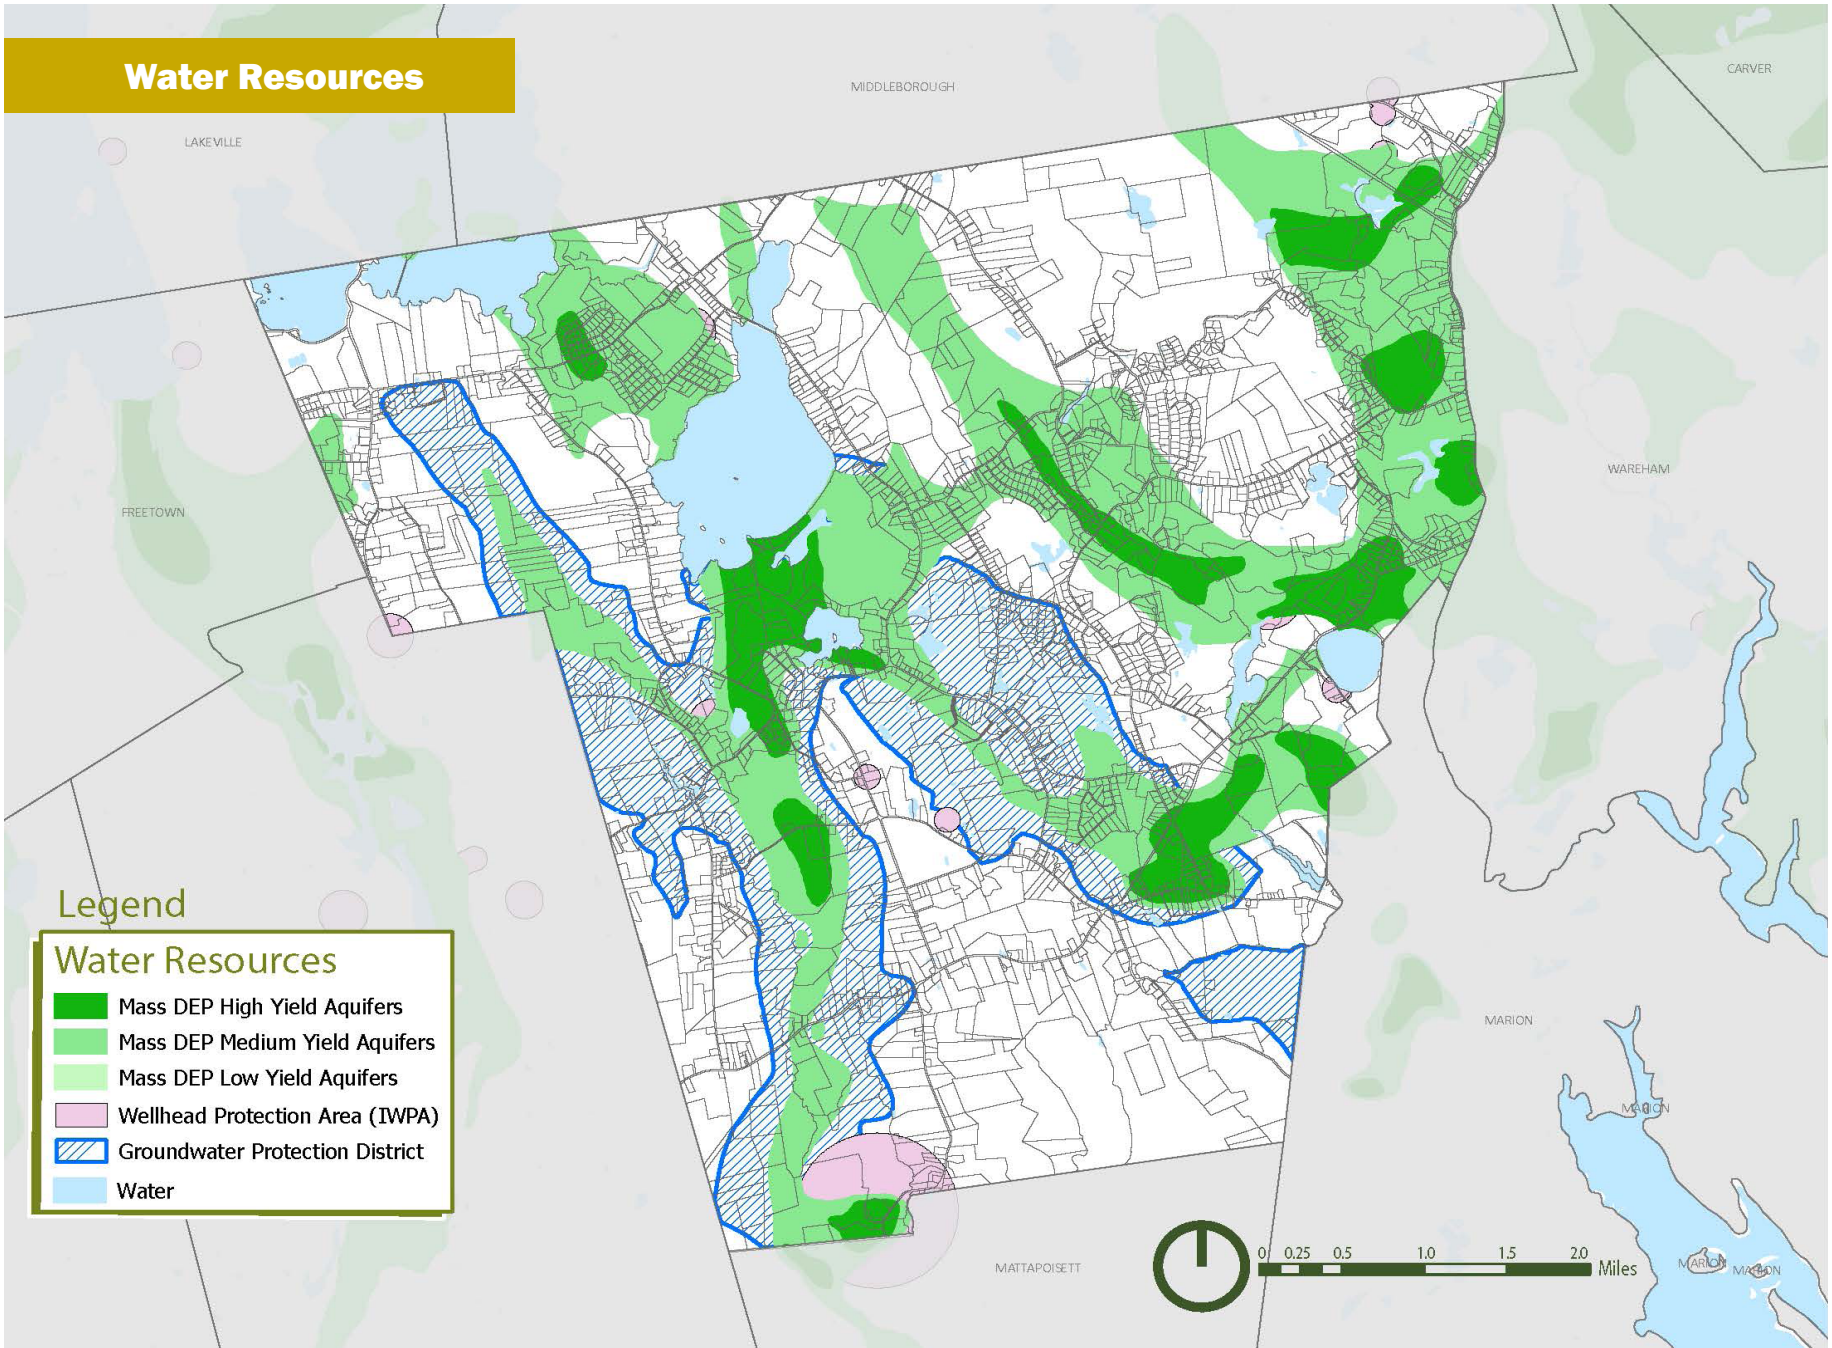 Water Resources
MIDDLEBOROUGH
CARVER
LAKEVILLE
WAREHAM
FREETOWN
Legend
Water Resources
Mass DEP High Yield Aquifers
Mass DEP Medium Yield Aquifers
Mass DEP Low Yield Aquifers
Wellhead Protection Area (IWPA)
Groundwater Protection District
Water
MARION
MARION
MARION
MARION
MATTAPOISETT
0 0.25 0.5 1.0 1.5 2.0
Miles